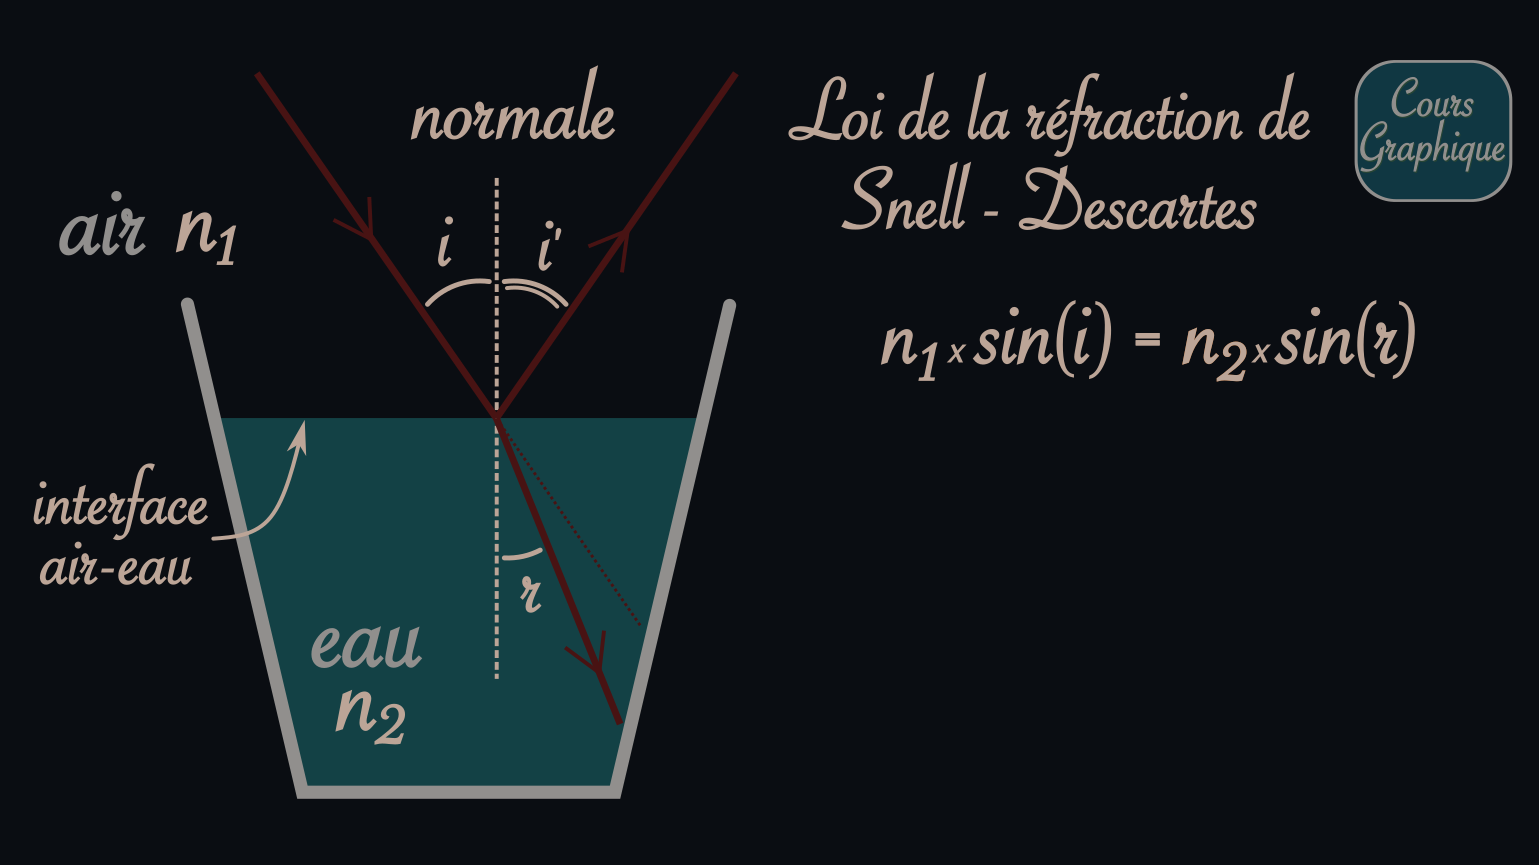 normale
Loi de la réfraction de
Snell - Descartes
Cours
Graphique
air n₁
i
i'
n₁ x sin(i) = n₂ x sin(r)
interface
air-eau
r
eau
n₂